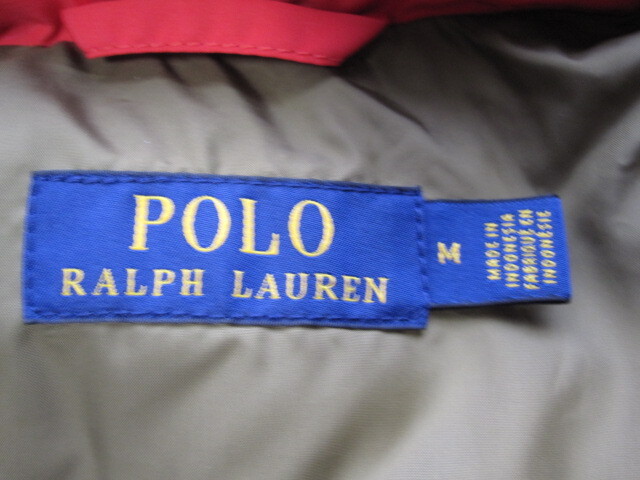 POLO
RALPH LAUREN
M
MADE IN
INDONESIA
FABRIQUÉ EN
INDONÉSIE